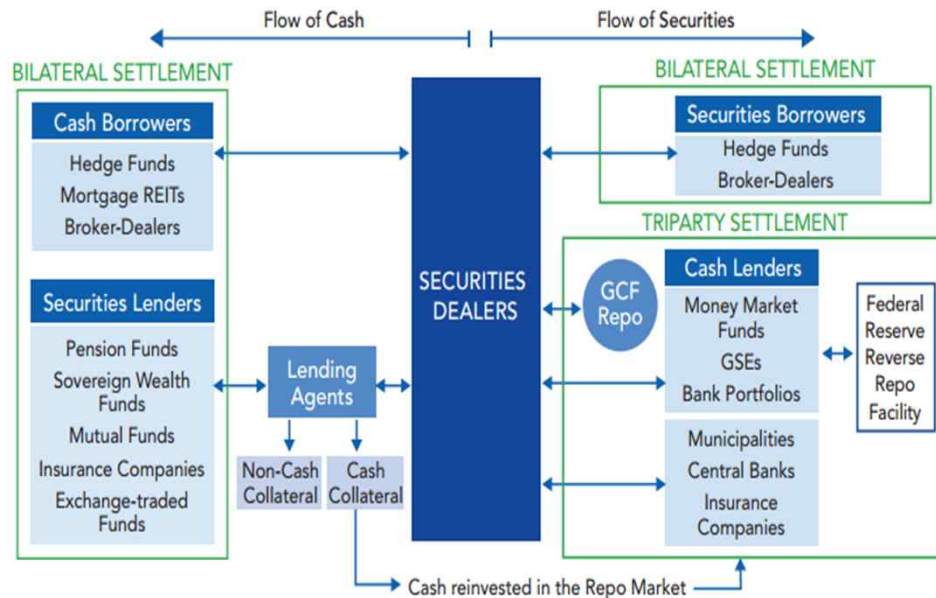 Flow of Cash
Flow of Securities
BILATERAL SETTLEMENT
Cash Borrowers
Hedge Funds
Mortgage REITs
Broker-Dealers
Securities Lenders
Pension Funds
Sovereign Wealth
Funds
Mutual Funds
Insurance Companies
Exchange-traded
Funds
Lending
Agents
Non-Cash
Collateral
Cash
Collateral
SECURITIES
DEALERS
BILATERAL SETTLEMENT
Securities Borrowers
Hedge Funds
Broker-Dealers
TRIPARTY SETTLEMENT
GCF
Repo
Cash Lenders
Money Market
Funds
GSEs
Bank Portfolios
Municipalities
Central Banks
Insurance
Companies
Federal
Reserve
Reverse
Repo
Facility
Cash reinvested in the Repo Market